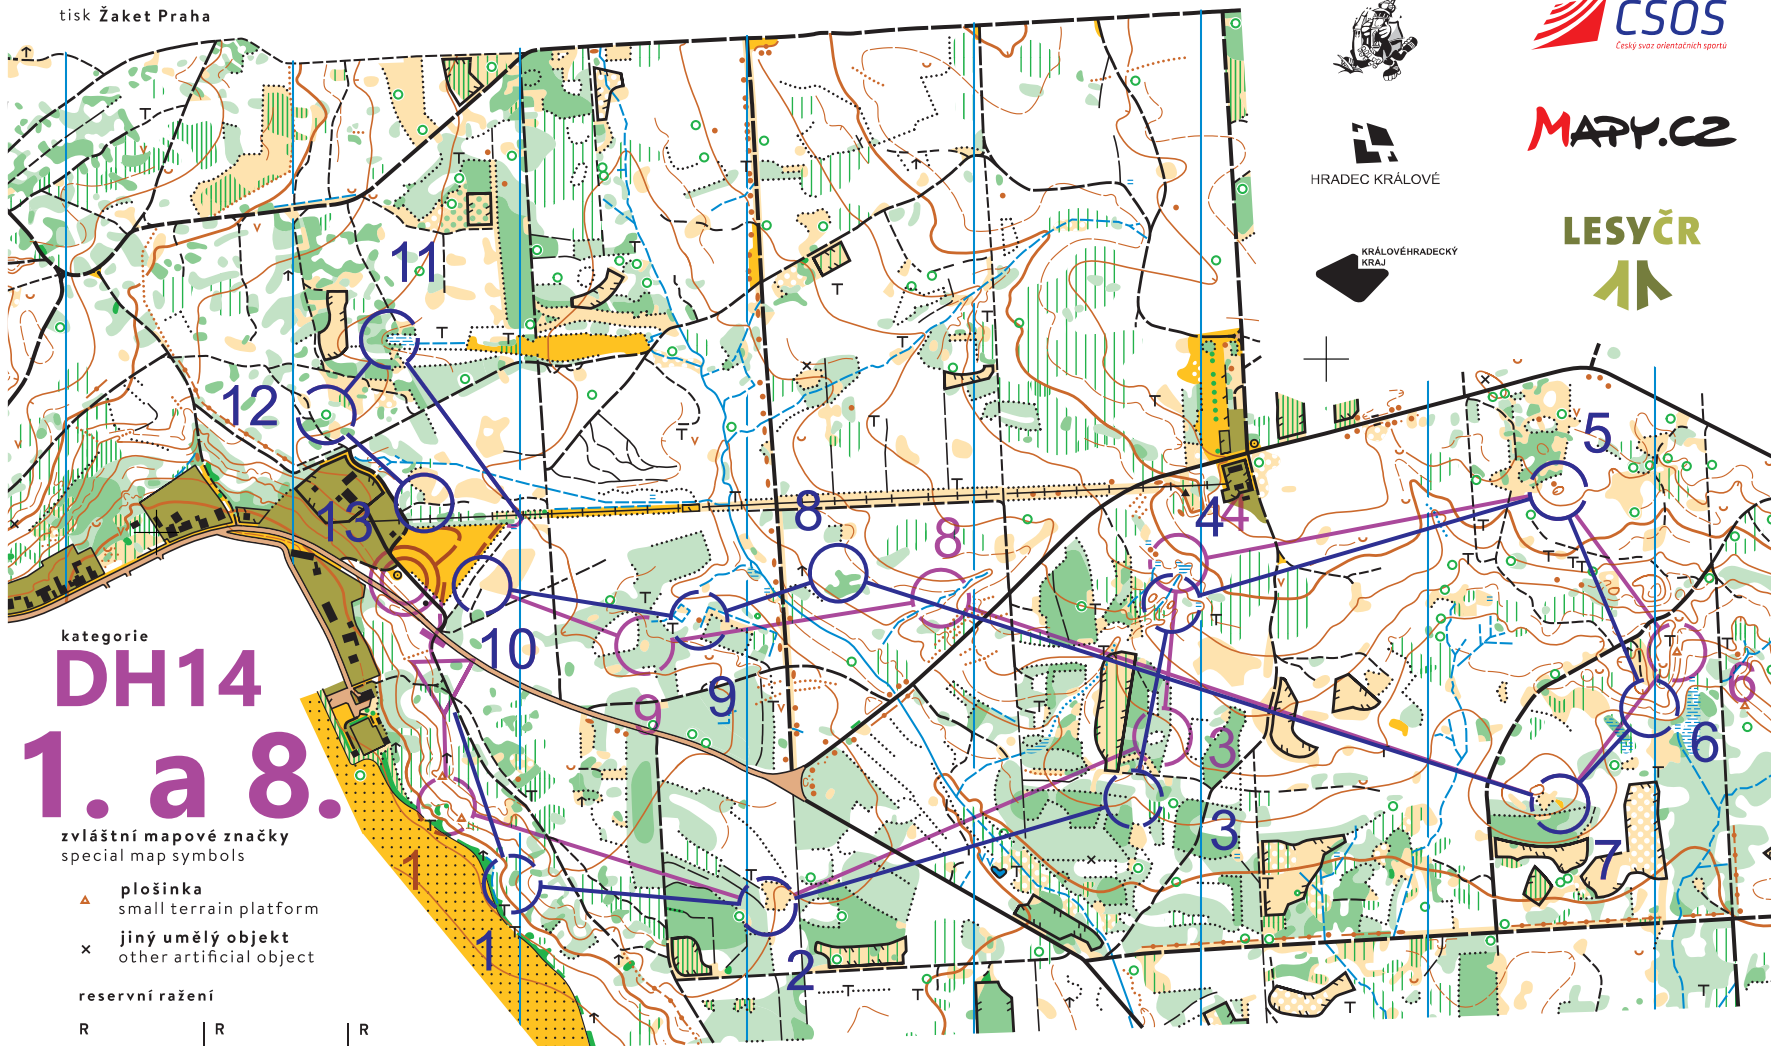 tisk Žaket Praha
ČSOS
Český svaz orientačních sportů
MAPY.CZ
HRADEC KRÁLOVÉ
LESYČR
KRÁLOVÉHRADECKÝ
KRAJ
11
12
13
10
8
8
9
9
4
4
5
6
6
7
3
3
2
1
1
kategorie
DH14
1. a 8.
zvláštní mapové značky
special map symbols
plošinka
small terrain platform
jiný umělý objekt
other artificial object
reservní ražení
R
R
R